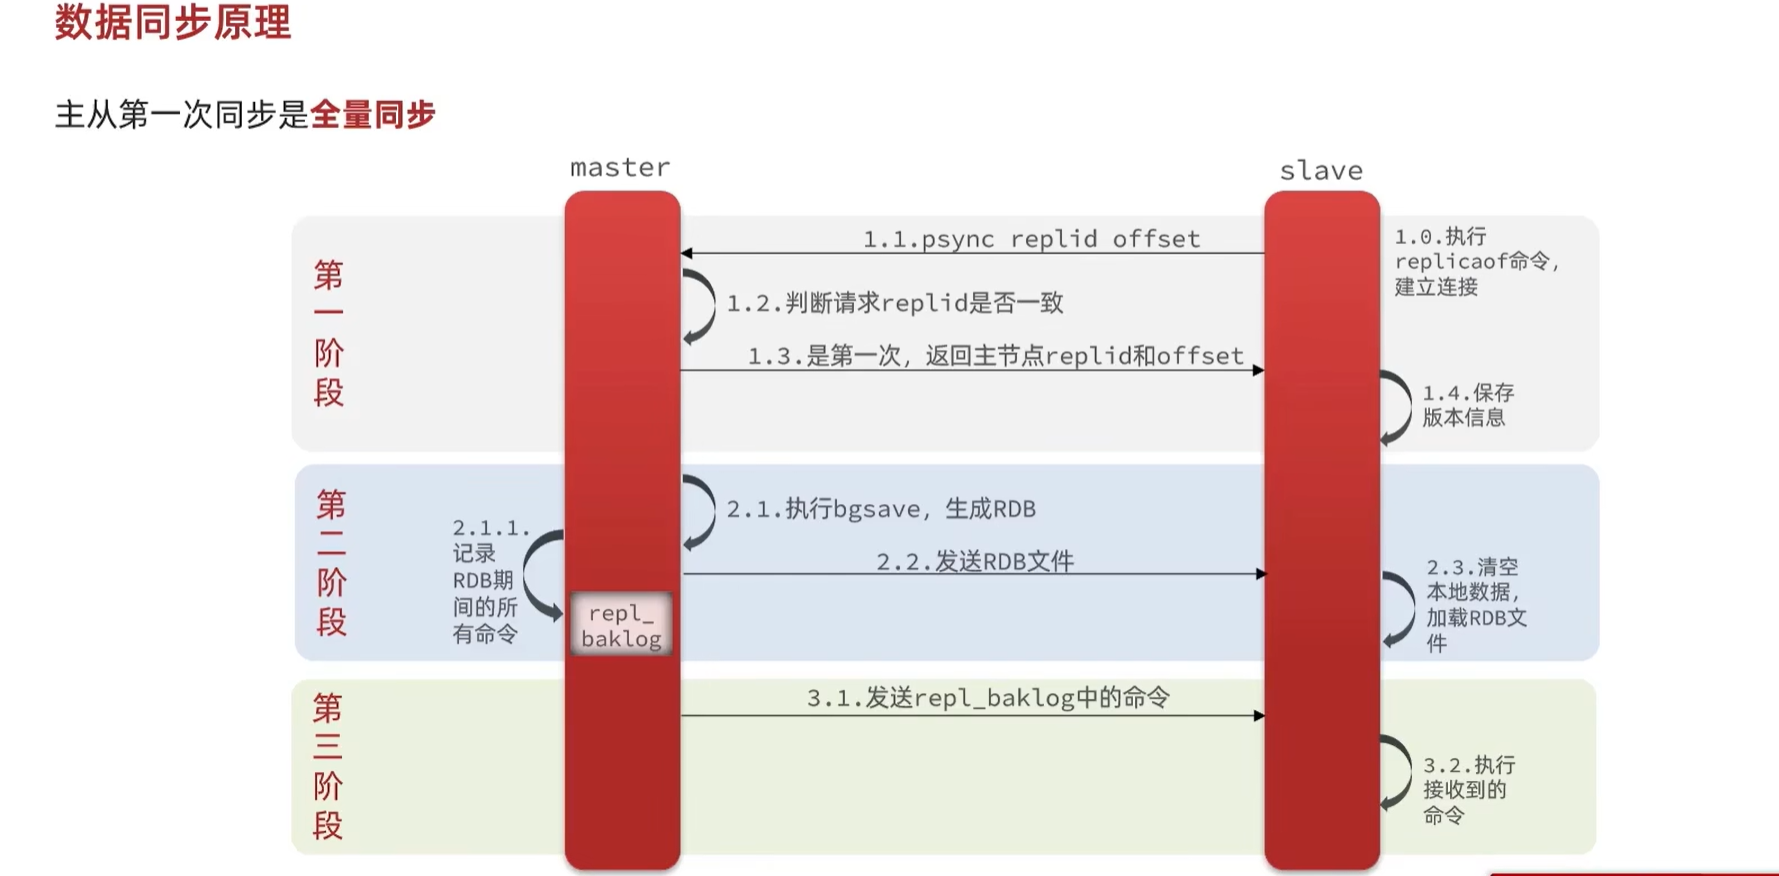 数据同步原理
主从第一次同步是全量同步
master
slave
第
一
阶
段
1.1.psync replid offset
1.0.执行
replicaof命令，
建立连接
1.2.判断请求replid是否一致
1.3.是第一次，返回主节点replid和offset
1.4.保存
版本信息
第
二
阶
段
2.1.执行bgsave，生成RDB
2.1.1.
记录
RDB期
间的所
有命令
repl_
baklog
2.2.发送RDB文件
2.3.清空
本地数据，
加载RDB文
件
第
三
阶
段
3.1.发送repl_baklog中的命令
3.2.执行
接收到的
命令